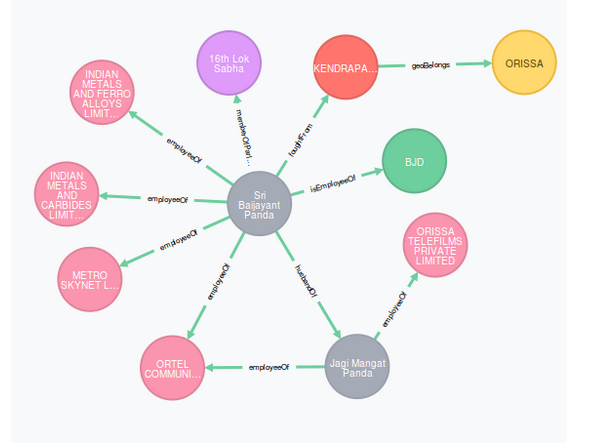 INDIAN
METALS
AND FERRO
ALLOYS
LIMIT...
16th Lok
Sabha
KENDRAPA...
geoBelongs
ORISSA
employeeOf
memberOfParl...
faughtFrom
BJD
isEmployeeOf
INDIAN
METALS
AND
CARBIDES
LIMIT...
employeeOf
Sri
Baijayant
Panda
employeeOf
METRO
SKYNET L...
ORISSA
TELEFILMS
PRIVATE
LIMITED
employeeOf
husbandOf
employeeOf
ORTEL
COMMUNI...
employeeOf
Jagi Mangat
Panda